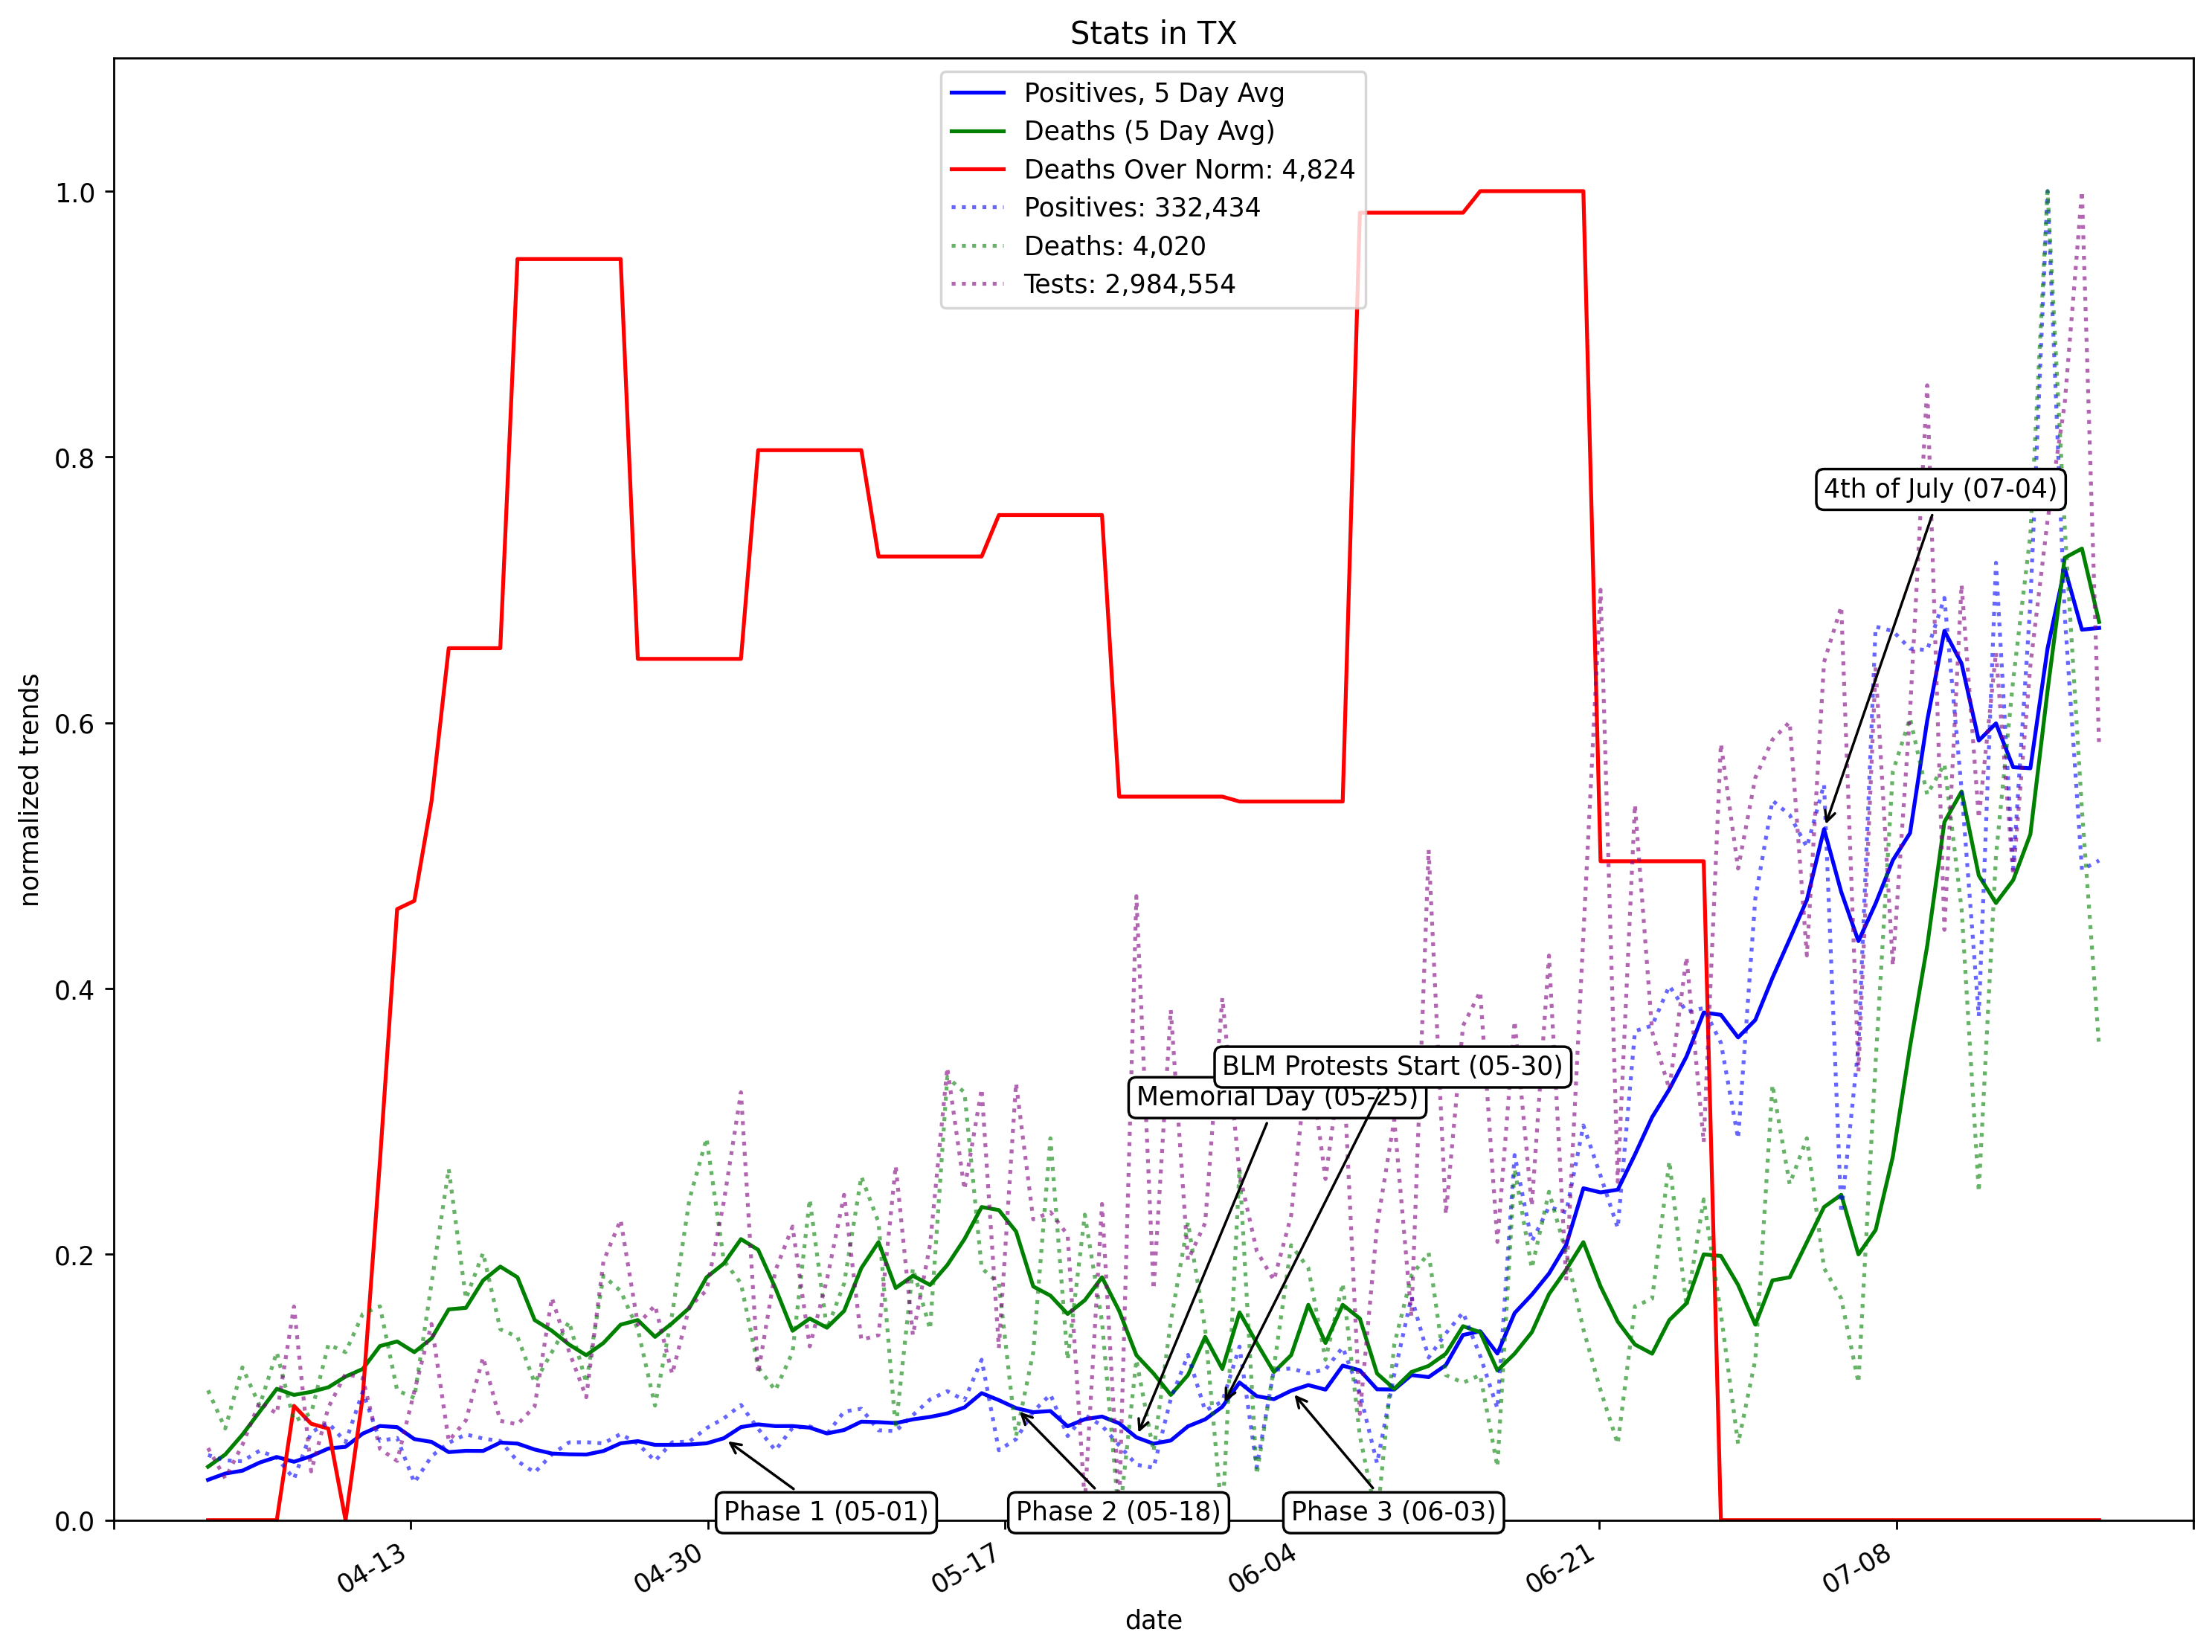 Stats in TX
Positives, 5 Day Avg
Deaths (5 Day Avg)
Deaths Over Norm: 4,824
Positives: 332,434
Deaths: 4,020
Tests: 2,984,554
1.0
0.8
0.6
0.4
0.2
0.0
normalized trends
4th of July (07-04)
BLM Protests Start (05-30)
Memorial Day (05-25)
Phase 1 (05-01)
Phase 2 (05-18)
Phase 3 (06-03)
04-13
04-30
05-17
06-04
06-21
07-08
date